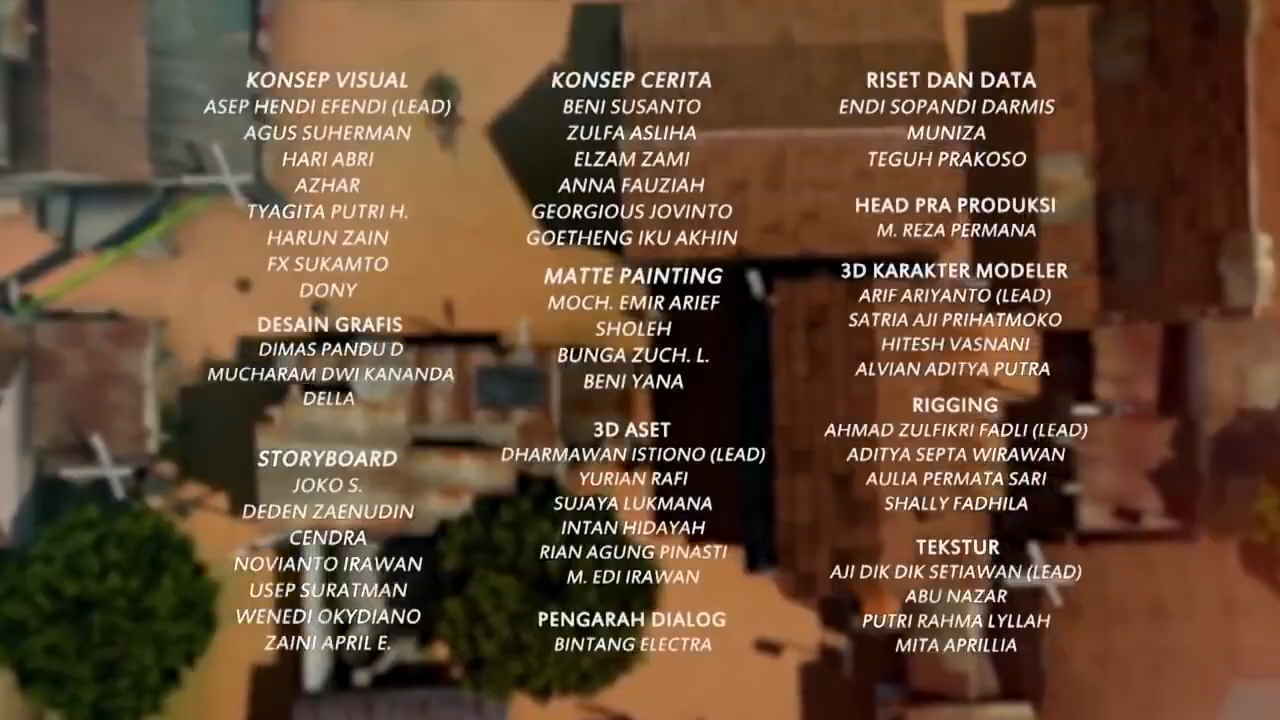 KONSEP VISUAL
ASEP HENDI EFENDI (LEAD)
AGUS SUHERMAN
HARI ABRI
AZHAR
TYAGITA PUTRI H.
HARUN ZAIN
FX SUKAMTO
DONY
DESAIN GRAFIS
DIMAS PANDU D
MUCHARAM DWI KANANDA
DELLA
STORYBOARD
JOKO S.
DEDEN ZAENUDIN
CENDRA
NOVIANTO IRAWAN
USEP SURATMAN
WENEDI OKYDIANO
ZAINI APRIL E.
KONSEP CERITA
BENI SUSANTO
ZULFA ASLIHA
ELZAM ZAMI
ANNA FAUZIAH
GEORGIOUS JOVINTO
GOETHENG IKU AKHIN
MATTE PAINTING
MOCH. EMIR ARIEF
SHOLEH
BUNGA ZUCH. L.
BENI YANA
3D ASET
DHARMAWAN ISTIONO (LEAD)
YURIAN RAFI
SUJAYA LUKMANA
INTAN HIDAYAH
RIAN AGUNG PINASTI
M. EDI IRAWAN
PENGARAH DIALOG
BINTANG ELECTRA
RISET DAN DATA
ENDI SOPANDI DARMIS
MUNIZA
TEGUH PRAKOSO
HEAD PRA PRODUKSI
M. REZA PERMANA
3D KARAKTER MODELER
ARIF ARIYANTO (LEAD)
SATRIA AJI PRIHATMOKO
HITESH VASNANI
ALVIAN ADITYA PUTRA
RIGGING
AHMAD ZULFIKRI FADLI (LEAD)
ADITYA SEPTA WIRAWAN
AULIA PERMATA SARI
SHALLY FADHILA
TEKSTUR
AJI DIK DIK SETIAWAN (LEAD)
ABU NAZAR
PUTRI RAHMA LYLLAH
MITA APRILLIA